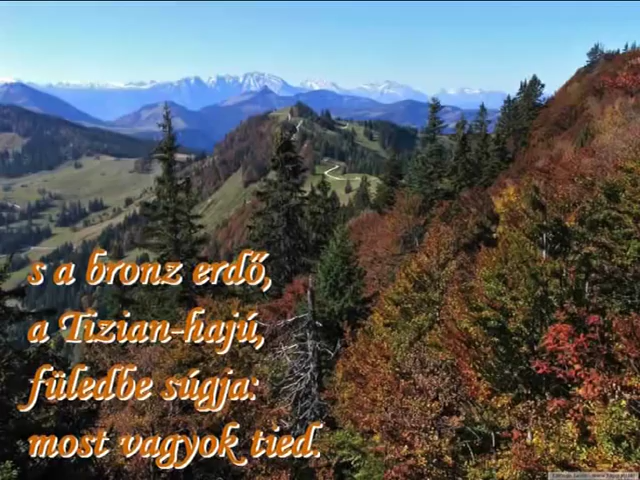 s a bronz erdő,
a Tizian-hajú,
füledbe súgja:
most vagyok tied.